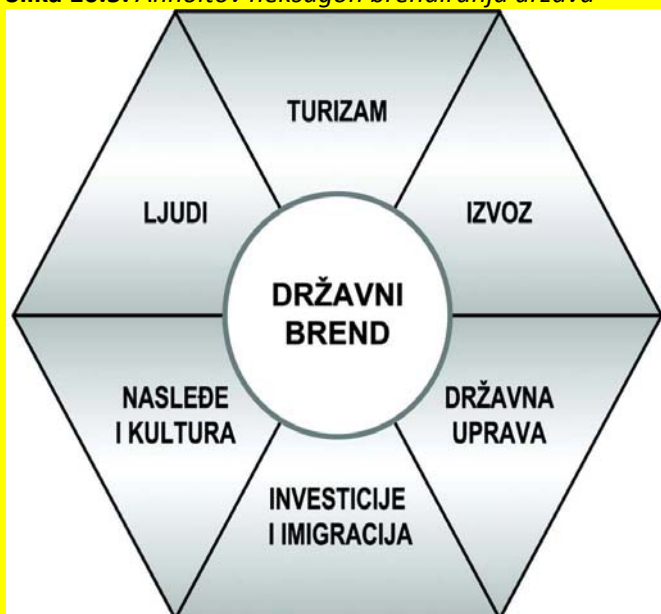 TURIZAM
LJUDI
IZVOZ
DRŽAVNI
BREND
NASLEĐE
I KULTURA
DRŽAVNA
UPRAVA
INVESTICIJE
I IMIGRACIJA